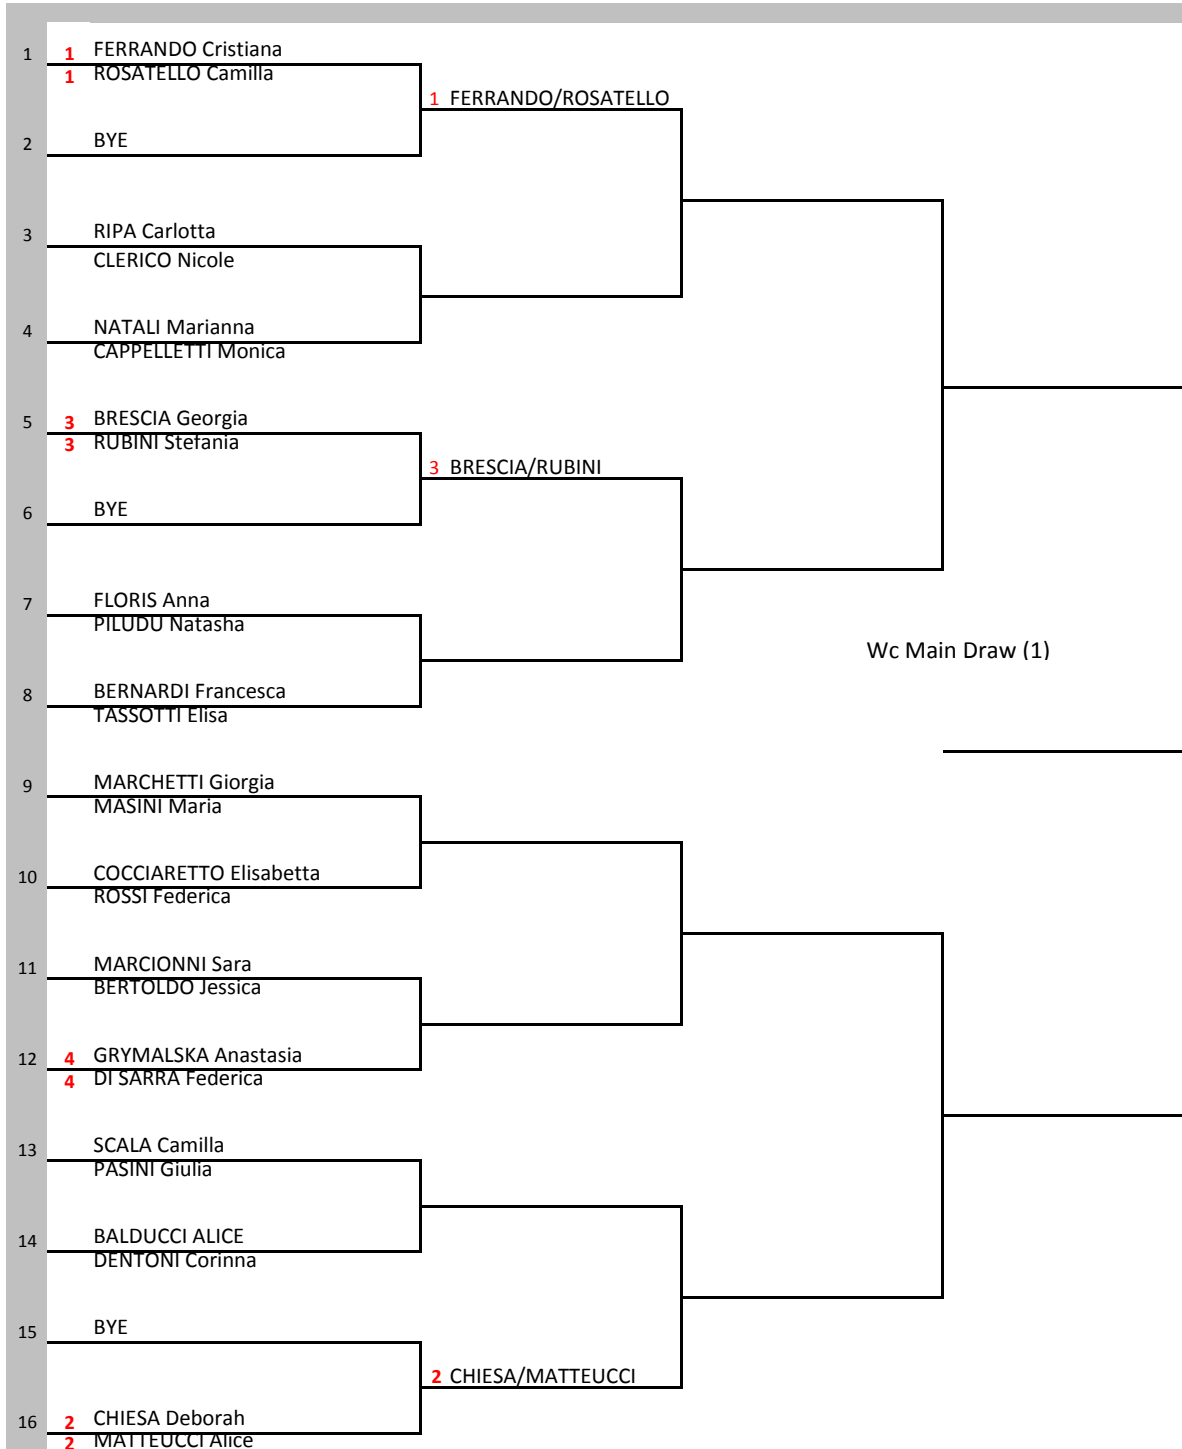 1 1 FERRANDO Cristiana
1 ROSATELLO Camilla
1 FERRANDO/ROSATELLO
2 BYE
3 RIPA Carlotta
CLERICO Nicole
4 NATALI Marianna
CAPPELLETTI Monica
5 3 BRESCIA Georgia
3 RUBINI Stefania
3 BRESCIA/RUBINI
6 BYE
7 FLORIS Anna
PILUDU Natasha
Wc Main Draw (1)
8 BERNARDI Francesca
TASSOTTI Elisa
9 MARCHETTI Giorgia
MASINI Maria
10 COCCIARETTO Elisabetta
ROSSI Federica
11 MARCIONNI Sara
BERTOLDO Jessica
12 4 GRYMALSKA Anastasia
4 DI SARRA Federica
13 SCALA Camilla
PASINI Giulia
14 BALDUCCI ALICE
DENTONI Corinna
15 BYE
2 CHIESA/MATTEUCCI
16 2 CHIESA Deborah
2 MATTEUCCI Alice